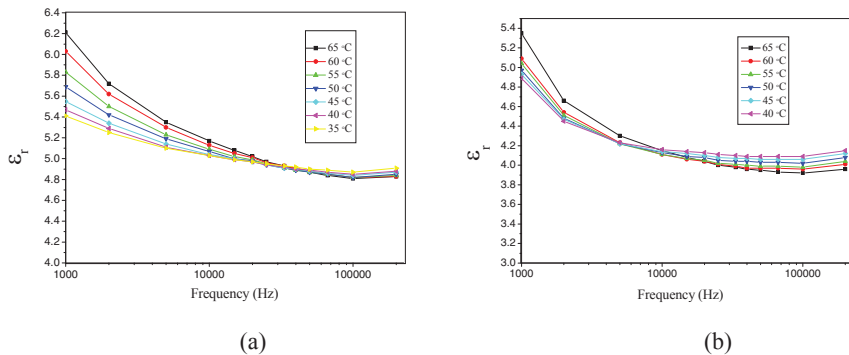 6.4
6.2
6.0
5.8
5.6
5.4
5.2
5.0
4.8
4.6
4.4
4.2
4.0
εr
65 °C
60 °C
55 °C
50 °C
45 °C
40 °C
35 °C
1000
10000
100000
Frequency (Hz)
(a)
5.4
5.2
5.0
4.8
4.6
4.4
4.2
4.0
3.8
3.6
3.4
3.2
3.0
εr
65 °C
60 °C
55 °C
50 °C
45 °C
40 °C
1000
10000
100000
Frequency (Hz)
(b)